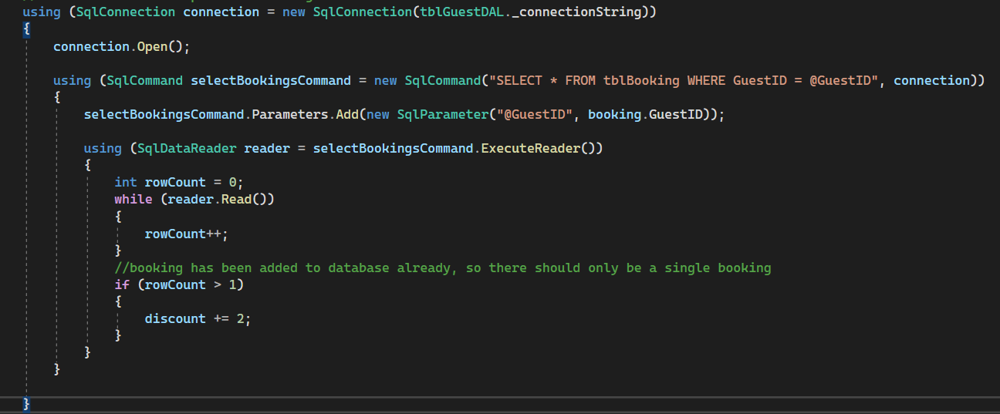 using (SqlConnection connection = new SqlConnection(tblGuestDAL._connectionString))
{
    connection.Open();
    using (SqlCommand selectBookingsCommand = new SqlCommand("SELECT * FROM tblBooking WHERE GuestID = @GuestID", connection))
    {
        selectBookingsCommand.Parameters.Add(new SqlParameter("@GuestID", booking.GuestID));
        using (SqlDataReader reader = selectBookingsCommand.ExecuteReader())
        {
            int rowCount = 0;
            while (reader.Read())
            {
                rowCount++;
            }
            //booking has been added to database already, so there should only be a single booking
            if (rowCount > 1)
            {
                discount += 2;
            }
        }
    }
}